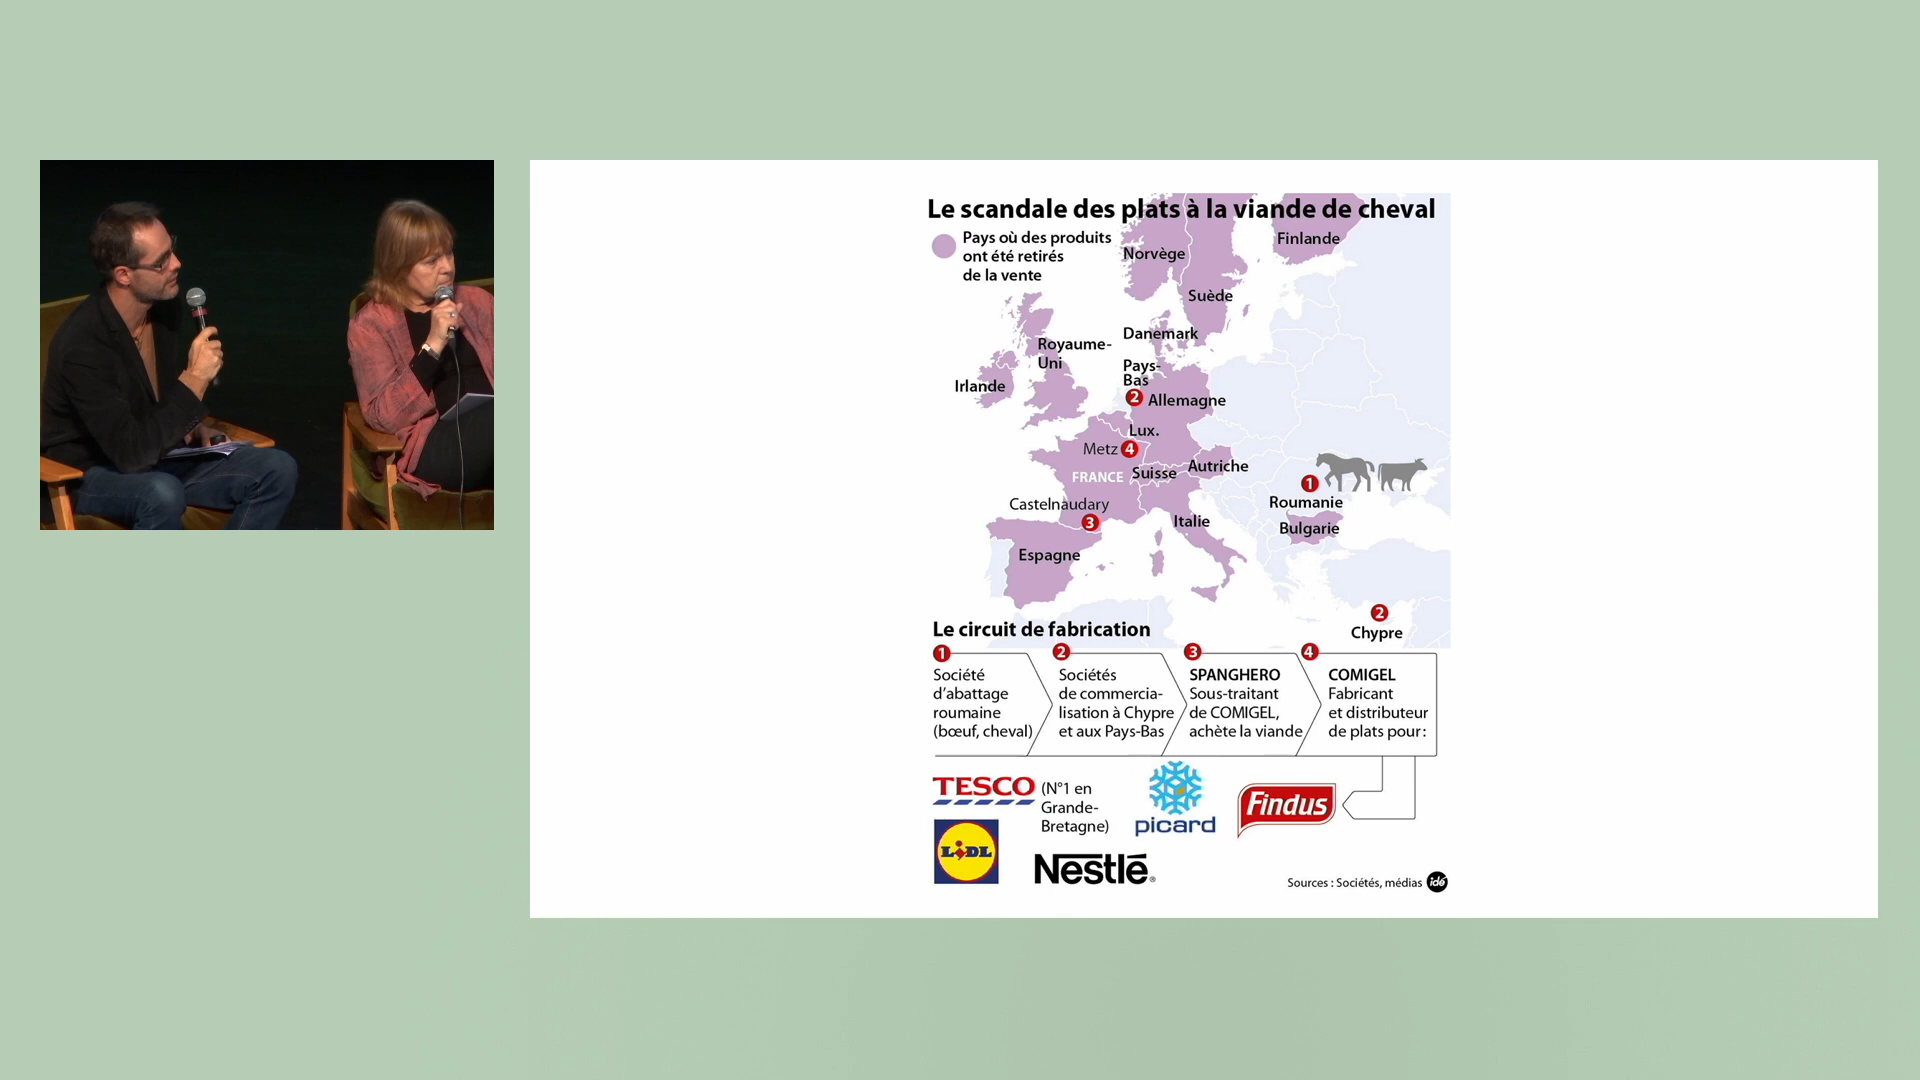 Le scandale des plats à la viande de cheval
Pays où des produits
ont été retirés
de la vente
Finlande
Norvège
Suède
Danemark
Royaume-
Uni
Pays-
Bas
Irlande
2
Allemagne
Lux.
Metz
4
FRANCE
Suisse
Autriche
1
Roumanie
Castelnaudary
3
Italie
Bulgarie
Espagne
2
Chypre
Le circuit de fabrication
1
Société
d'abattage
roumaine
(bœuf, cheval)
2
Sociétés
de commercia-
lisation à Chypre
et aux Pays-Bas
3
SPANGHERO
Sous-traitant
de COMIGEL,
achète la viande
4
COMIGEL
Fabricant
et distributeur
de plats pour :
TESCO
(N°1 en
Grande-
Bretagne)
picard
Findus
LiDL
Nestlé®
Sources : Sociétés, médias
idé